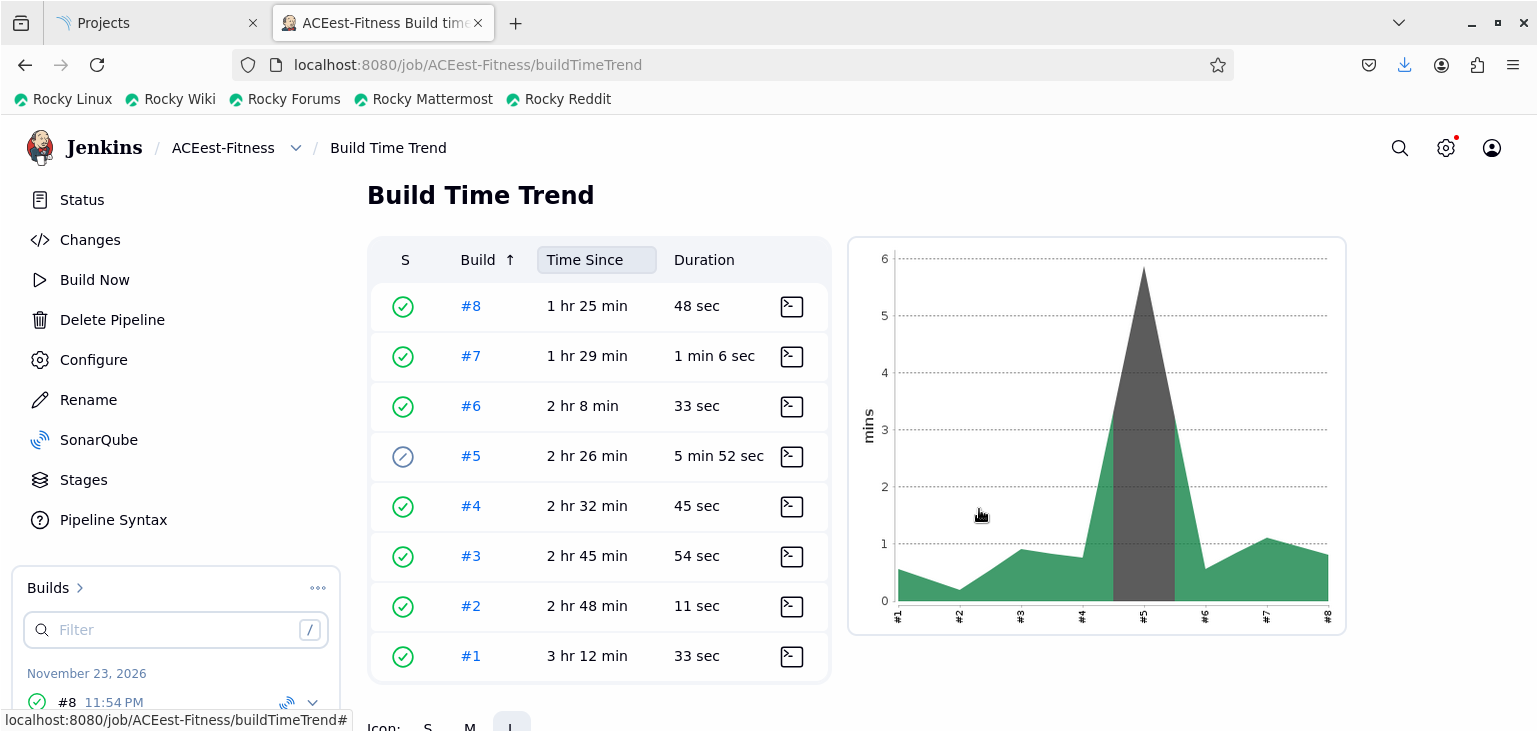 Projects
ACEest-Fitness Build time
localhost:8080/job/ACEest-Fitness/buildTimeTrend
Rocky Linux Rocky Wiki Rocky Forums Rocky Mattermost Rocky Reddit
Jenkins / ACEest-Fitness / Build Time Trend
Status
Changes
Build Now
Delete Pipeline
Configure
Rename
SonarQube
Stages
Pipeline Syntax
Builds
Filter /
November 23, 2026
#8 11:54 PM
localhost:8080/job/ACEest-Fitness/buildTimeTrend#
Build Time Trend
S Build ↑ Time Since Duration
#8 1 hr 25 min 48 sec
#7 1 hr 29 min 1 min 6 sec
#6 2 hr 8 min 33 sec
#5 2 hr 26 min 5 min 52 sec
#4 2 hr 32 min 45 sec
#3 2 hr 45 min 54 sec
#2 2 hr 48 min 11 sec
#1 3 hr 12 min 33 sec
Icon: S M L
mins
6
5
4
3
2
1
0
#1 #2 #3 #4 #5 #6 #7 #8